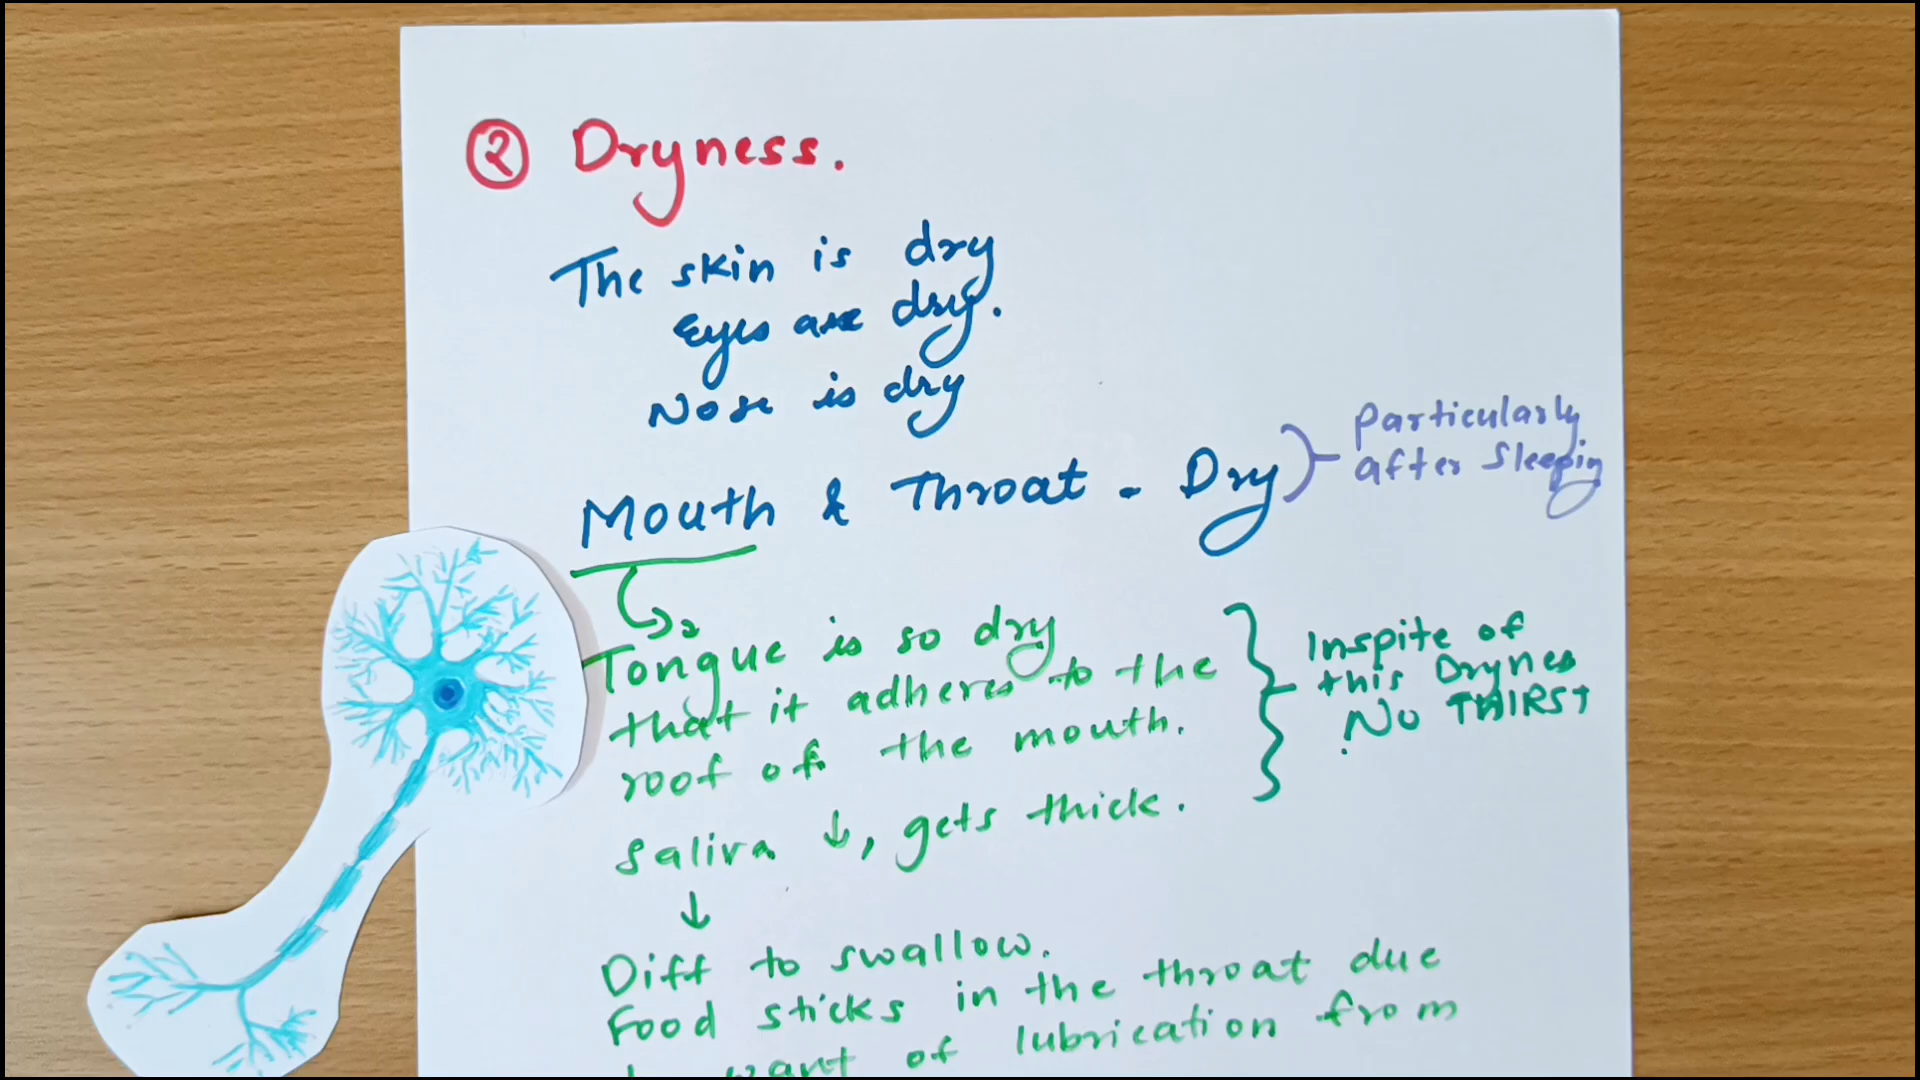 ② Dryness.
The skin is dry
Eyes are dry.
Nose is dry
Mouth & Throat - Dry
Particularly
after Sleeping
Tongue is so dry
that it adheres to the
roof of the mouth.
Inspite of
this Drynes
No THIRST
Saliva ↓, gets thick.
↓
Diff to swallow.
Food sticks in the throat due
want of lubrication from